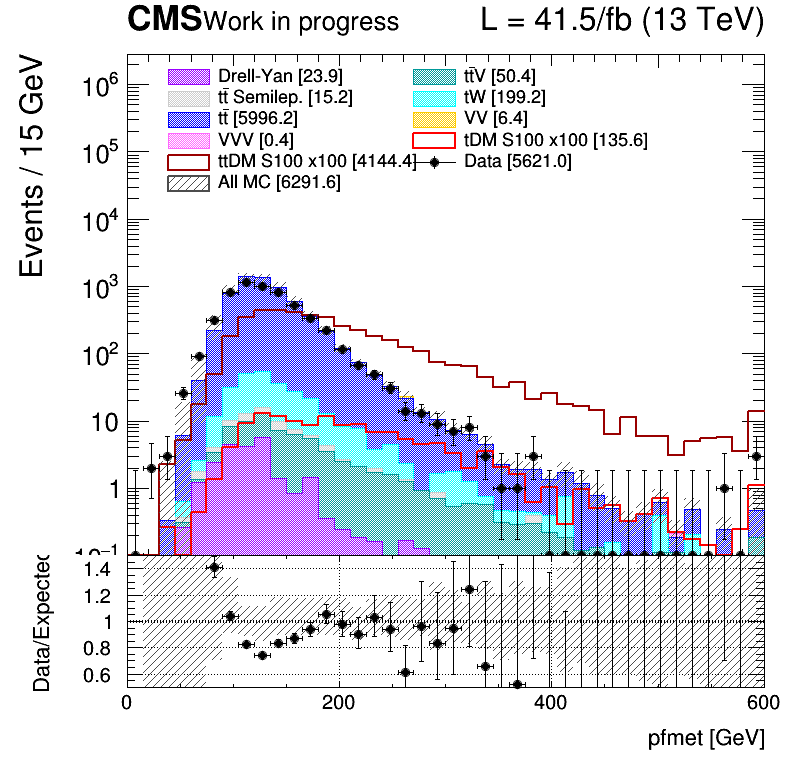 CMS Work in progress L = 41.5/fb (13 TeV)
Events / 15 GeV
Drell-Yan [23.9] tt̄V [50.4]
tt̄ Semilep. [15.2] tW [199.2]
tt̄ [5996.2] VV [6.4]
VVV [0.4] tDM S100 x100 [135.6]
ttDM S100 x100 [4144.4] Data [5621.0]
All MC [6291.6]
10⁶
10⁵
10⁴
10³
10²
10
1
10⁻¹
Data/Expected
1.4
1.2
1
0.8
0.6
0 200 400 600
pfmet [GeV]